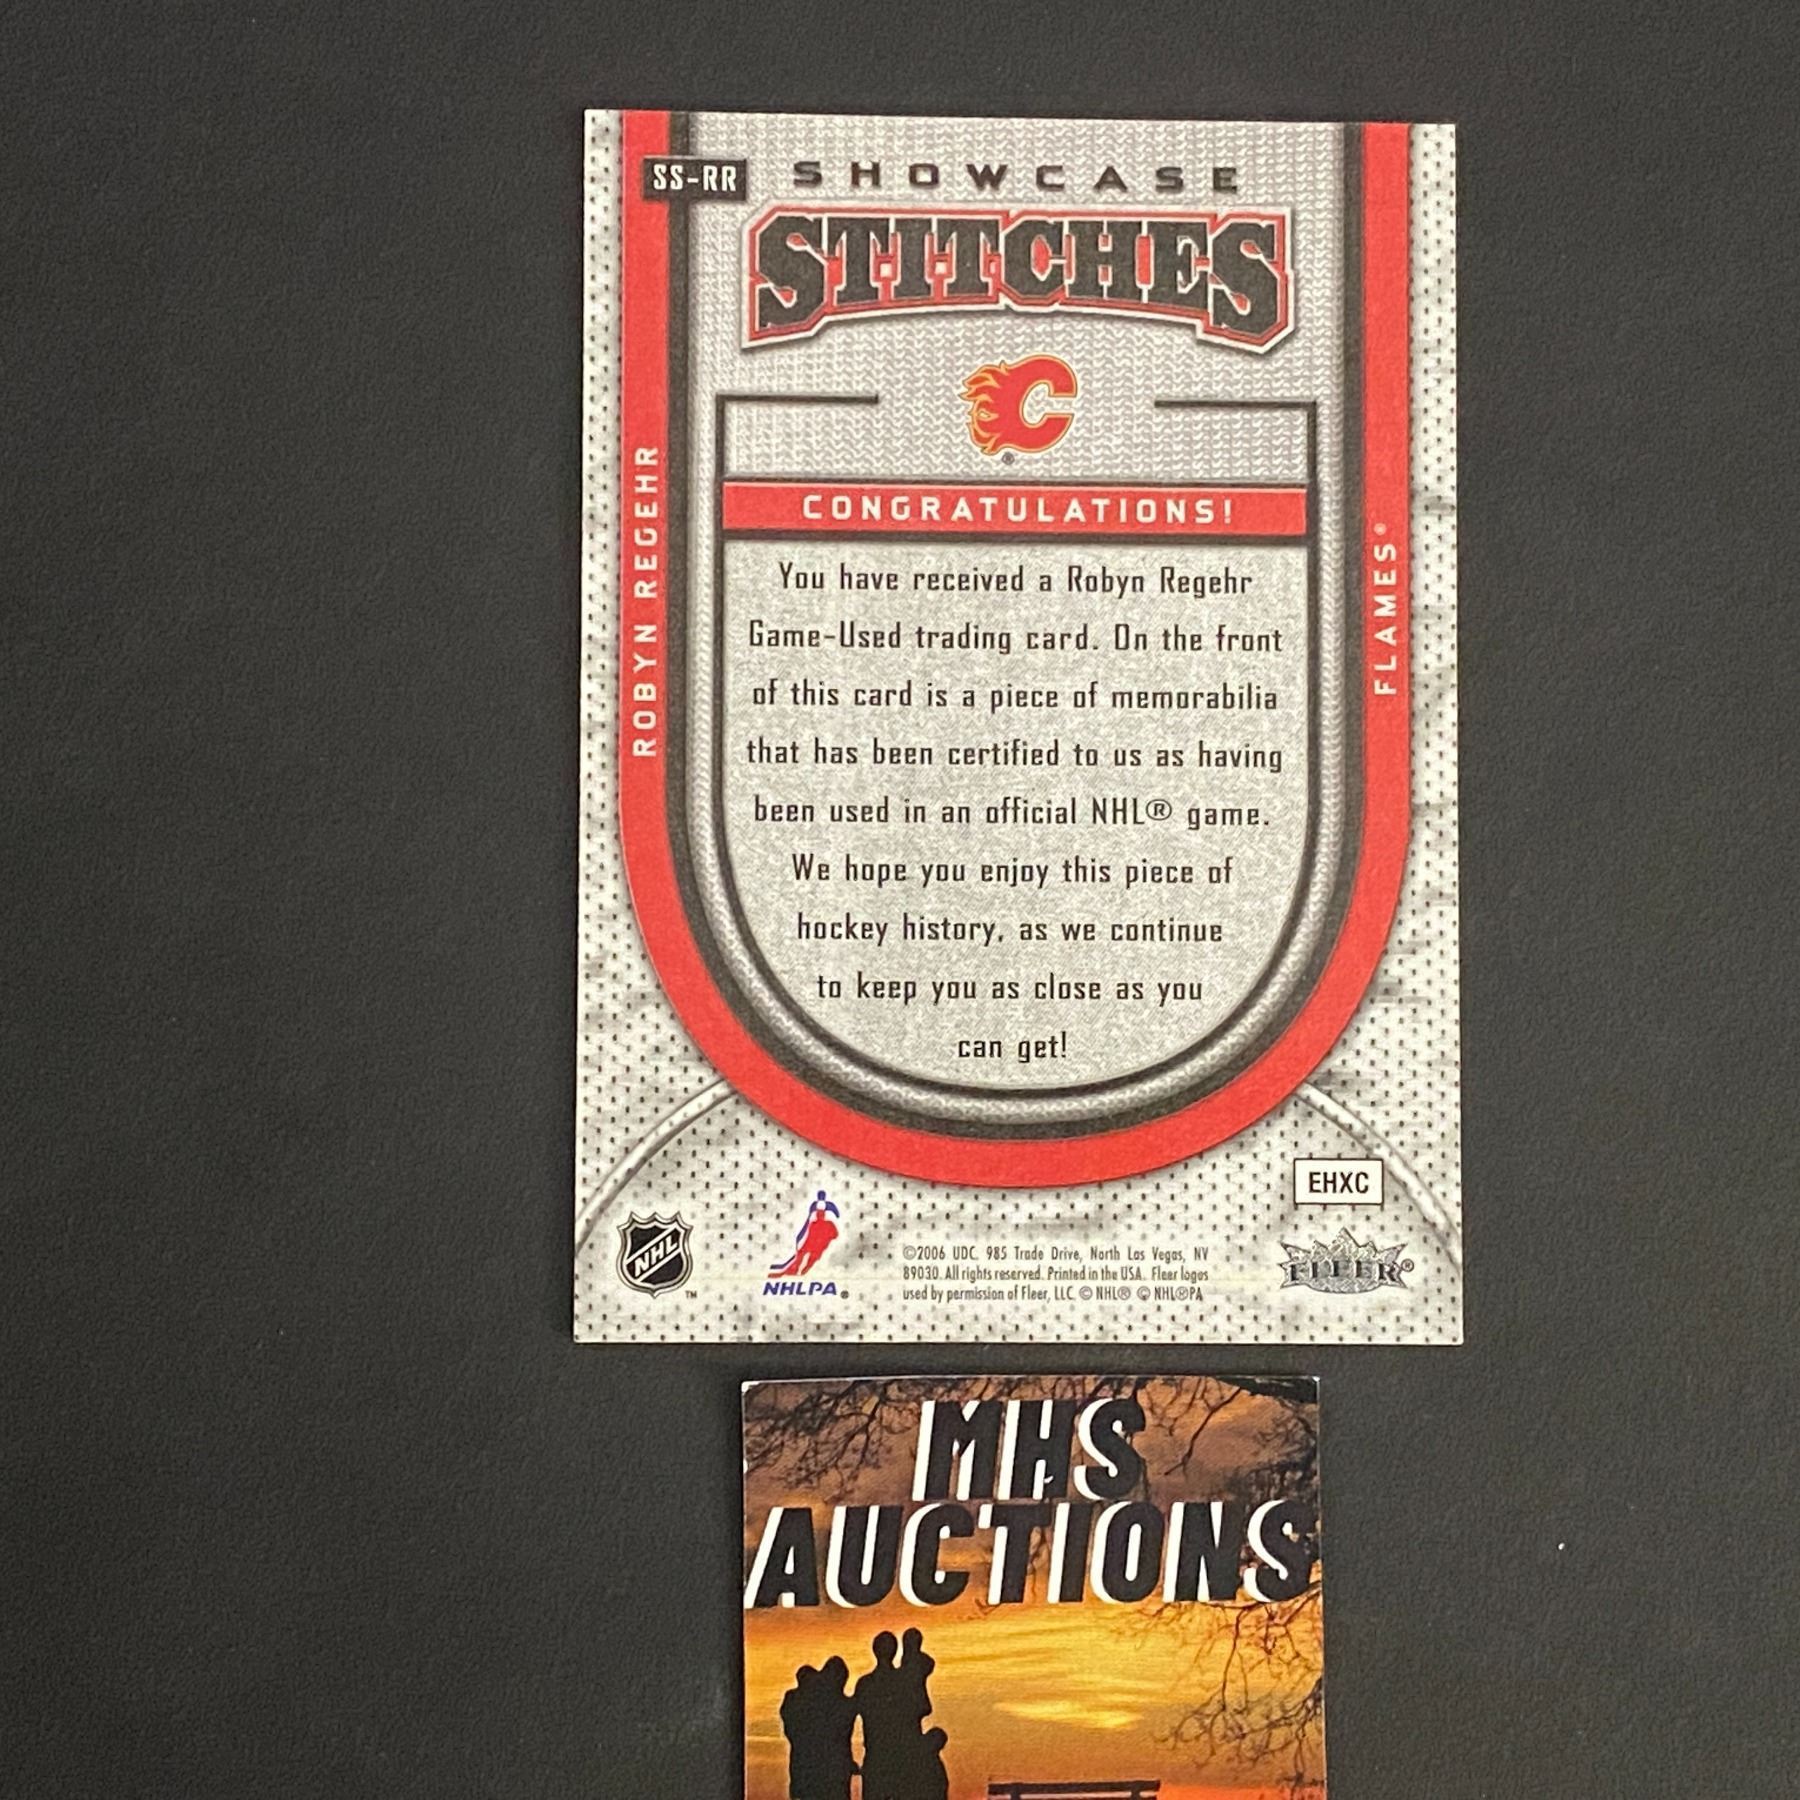 SS-RR
SHOWCASE
STITCHES
ROBYN REGEHR
FLAMES®
®
CONGRATULATIONS!
You have received a Robyn Regehr
Game-Used trading card. On the front
of this card is a piece of memorabilia
that has been certified to us as having
been used in an official NHL® game.
We hope you enjoy this piece of
hockey history, as we continue
to keep you as close as you
can get!
EHXC
NHL
TM
NHLPA®
©2006 UDC. 985 Trade Drive, North Las Vegas, NV
89030. All rights reserved. Printed in the USA. Fleer logos
used by permission of Fleer, LLC. © NHL® © NHL®PA
FLEER®
MHS
AUCTIONS